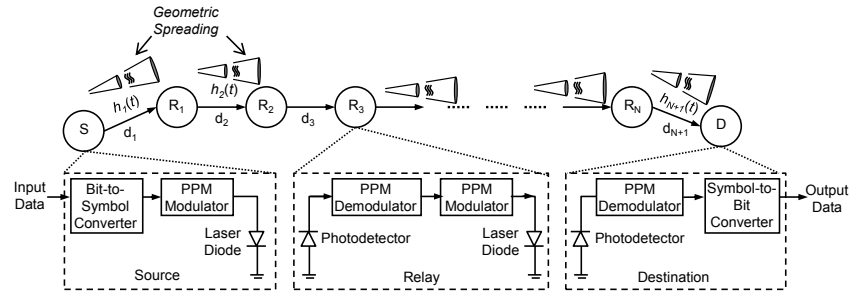 Geometric
Spreading
h1(t)
h2(t)
hN+1(t)
S
R1
R2
R3
RN
D
d1
d2
d3
dN+1
...... ......
Input
Data
Bit-to-
Symbol
Converter
PPM
Modulator
Laser
Diode
Source
PPM
Demodulator
PPM
Modulator
Photodetector
Laser
Diode
Relay
PPM
Demodulator
Symbol-to-
Bit
Converter
Photodetector
Destination
Output
Data